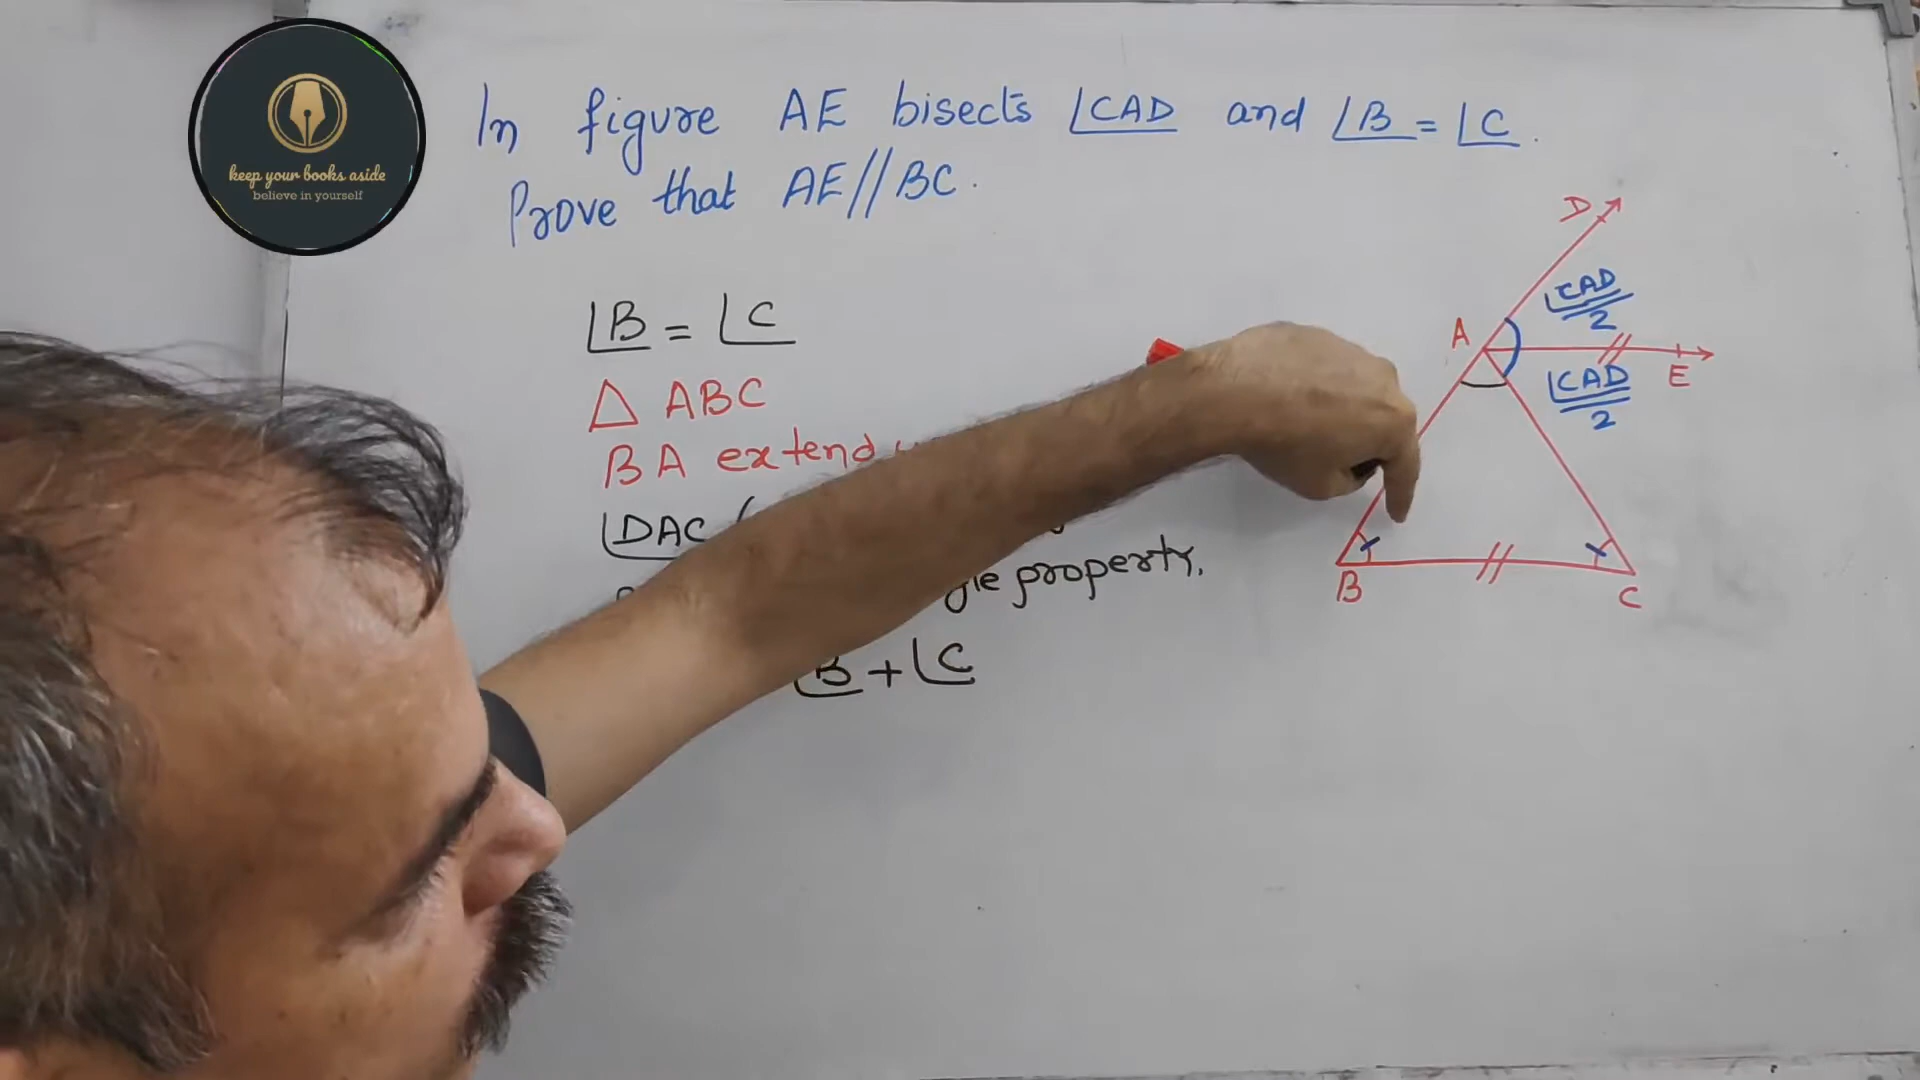 keep your books aside
believe in yourself
In figure AE bisects ∠CAD and ∠B = ∠C.
Prove that AE//BC.
∠B = ∠C
△ ABC
BA extend
∠DAC (
property.
∠B + ∠C
D
∠CAD/2
A
E
∠CAD/2
B
C